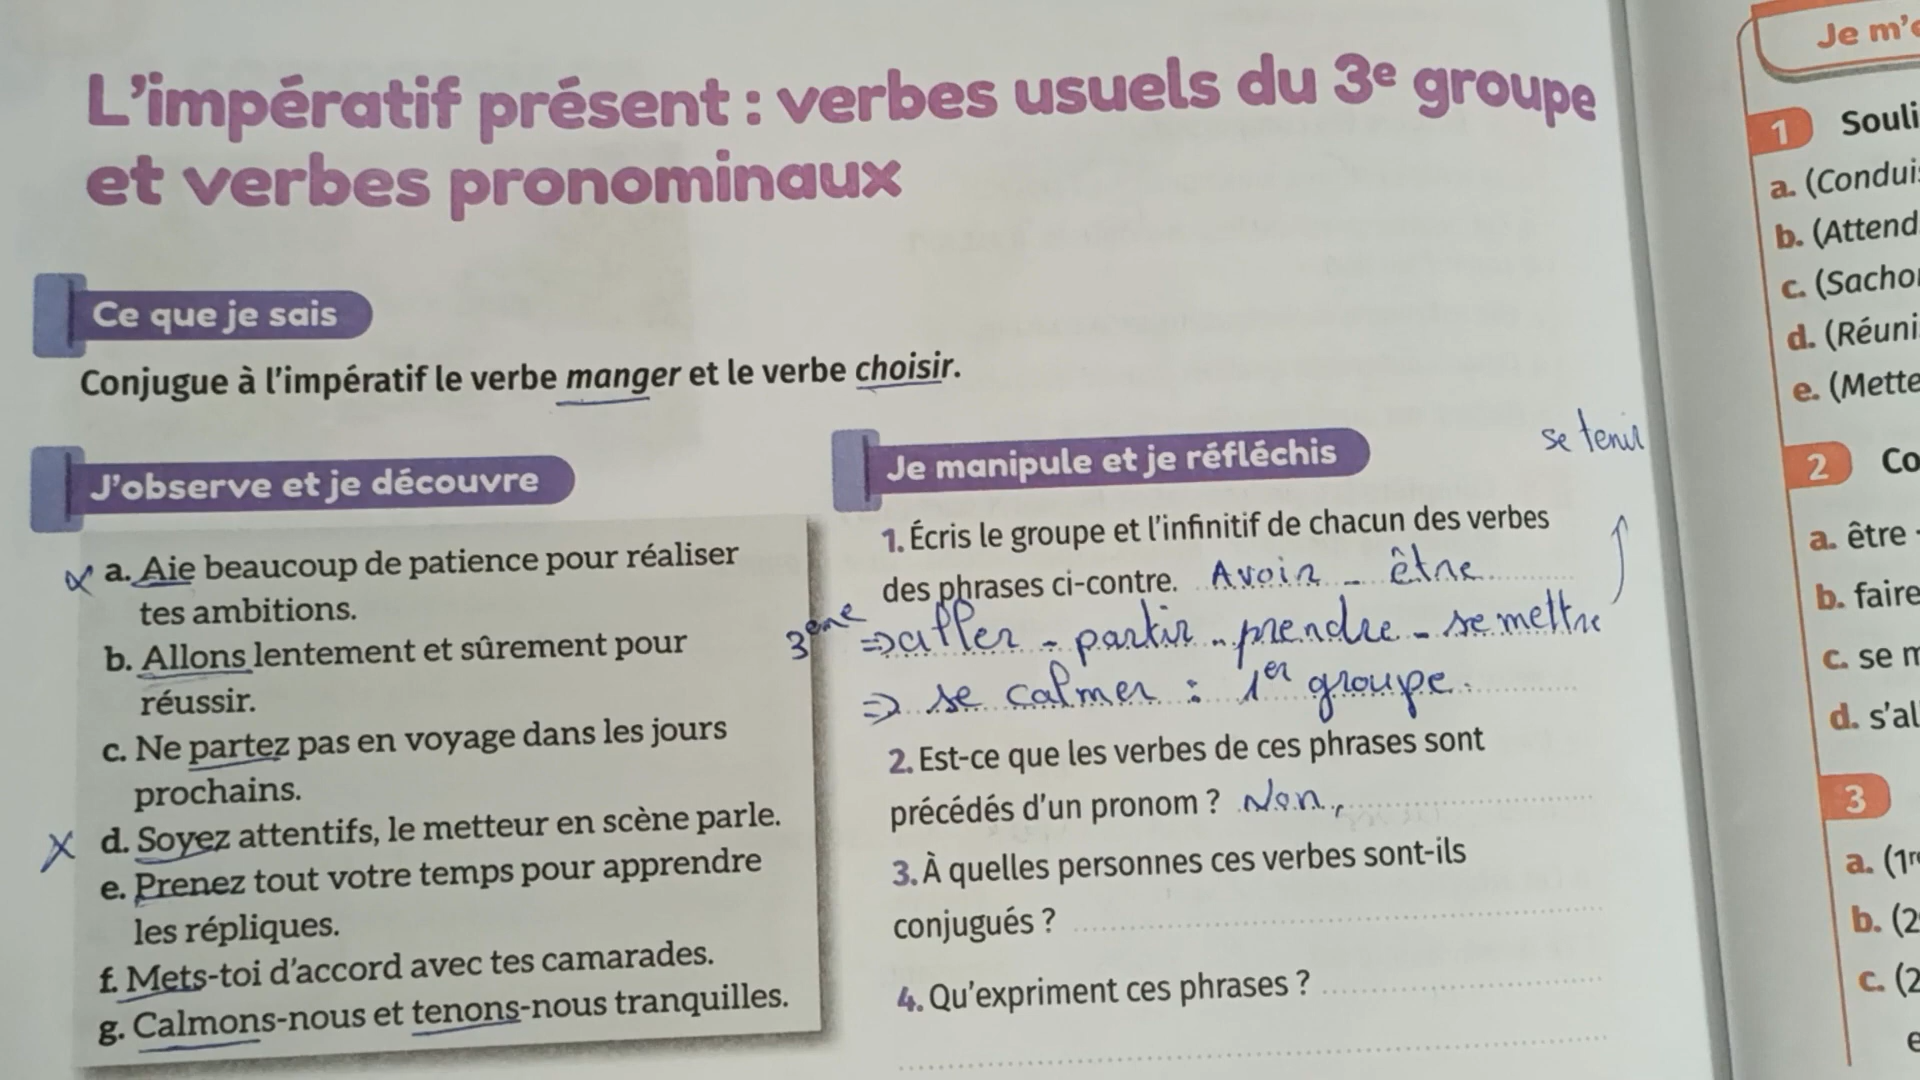 L'impératif présent : verbes usuels du 3e groupe
et verbes pronominaux
Ce que je sais
Conjugue à l'impératif le verbe manger et le verbe choisir.
J'observe et je découvre
a. Aie beaucoup de patience pour réaliser
tes ambitions.
b. Allons lentement et sûrement pour
réussir.
c. Ne partez pas en voyage dans les jours
prochains.
d. Soyez attentifs, le metteur en scène parle.
e. Prenez tout votre temps pour apprendre
les répliques.
f. Mets-toi d'accord avec tes camarades.
g. Calmons-nous et tenons-nous tranquilles.
Je manipule et je réfléchis
se tenir
1. Écris le groupe et l'infinitif de chacun des verbes
des phrases ci-contre. Avoir - être
3ème => aller - partir - prendre - se mettre
=> se calmer : 1er groupe.
2. Est-ce que les verbes de ces phrases sont
précédés d'un pronom ? Non,
3. À quelles personnes ces verbes sont-ils
conjugués ?
4. Qu'expriment ces phrases ?
Je m'
1 Souli
a. (Condui
b. (Attend
c. (Sacho
d. (Réuni
e. (Mette
2 Co
a. être
b. faire
c. se m
d. s'al
3
a. (1re
b. (2
c. (2
e